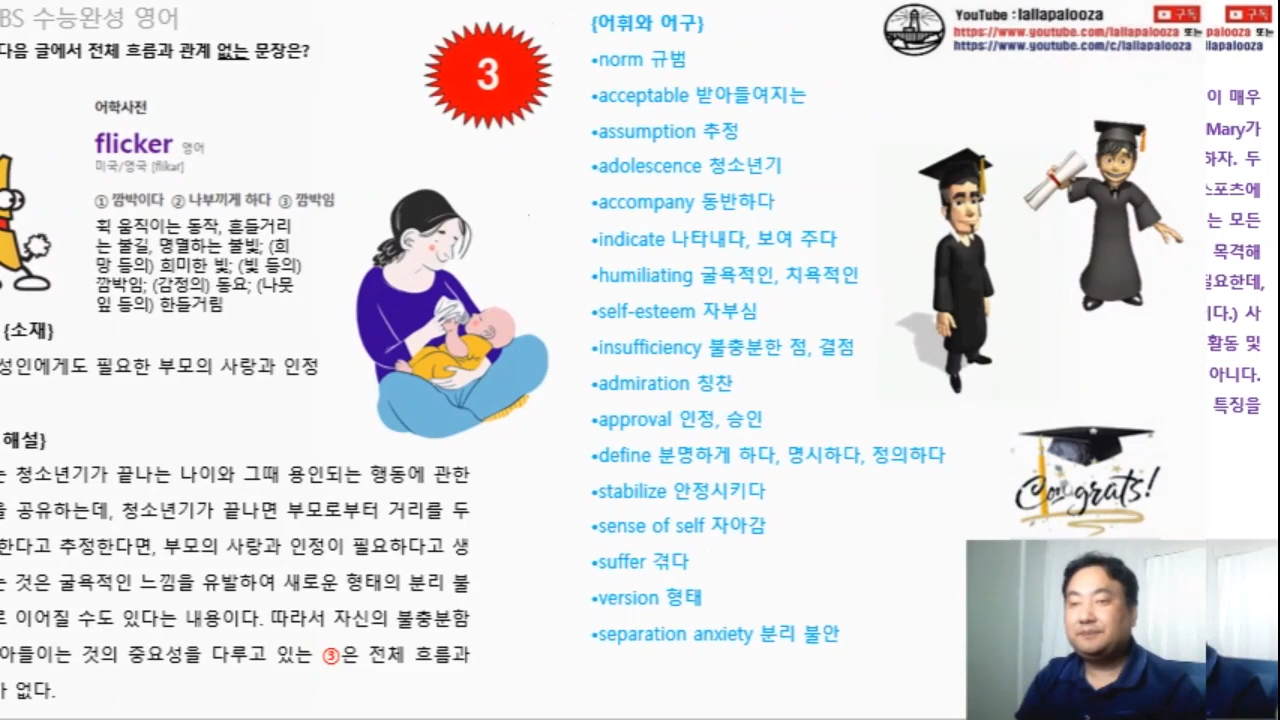 BS 수능완성 영어
다음 글에서 전체 흐름과 관계 없는 문장은?
어학사전
flicker 영어
미국/영국 [flíkər]
① 깜박이다 ② 나부끼게 하다 ③ 깜박임
획 움직이는 동작, 흔들거리
는 불길, 명멸하는 불빛; (희
망 등의) 희미한 빛; (빛 등의)
깜박임; (감정의) 동요; (나뭇
잎 등의) 한들거림
{소재}
성인에게도 필요한 부모의 사랑과 인정
해설}
는 청소년기가 끝나는 나이와 그때 용인되는 행동에 관한
을 공유하는데, 청소년기가 끝나면 부모로부터 거리를 두
한다고 추정한다면, 부모의 사랑과 인정이 필요하다고 생
는 것은 굴욕적인 느낌을 유발하여 새로운 형태의 분리 불
로 이어질 수도 있다는 내용이다. 따라서 자신의 불충분함
아들이는 것의 중요성을 다루고 있는 ③은 전체 흐름과
가 없다.
3
{어휘와 어구}
•norm 규범
•acceptable 받아들여지는
•assumption 추정
•adolescence 청소년기
•accompany 동반하다
•indicate 나타내다, 보여 주다
•humiliating 굴욕적인, 치욕적인
•self-esteem 자부심
•insufficiency 불충분한 점, 결점
•admiration 칭찬
•approval 인정, 승인
•define 분명하게 하다, 명시하다, 정의하다
•stabilize 안정시키다
•sense of self 자아감
•suffer 겪다
•version 형태
•separation anxiety 분리 불안
YouTube : lallapalooza 구독 구독
https://www.youtube.com/lallapalooza 또는 palooza 또는
https://www.youtube.com/c/lallapalooza llapalooza
이 매우
Mary가
하자. 두
스포츠에
는 모든
목격해
필요한데,
이다.) 사
활동 및
아니다.
특징을
Congrats!